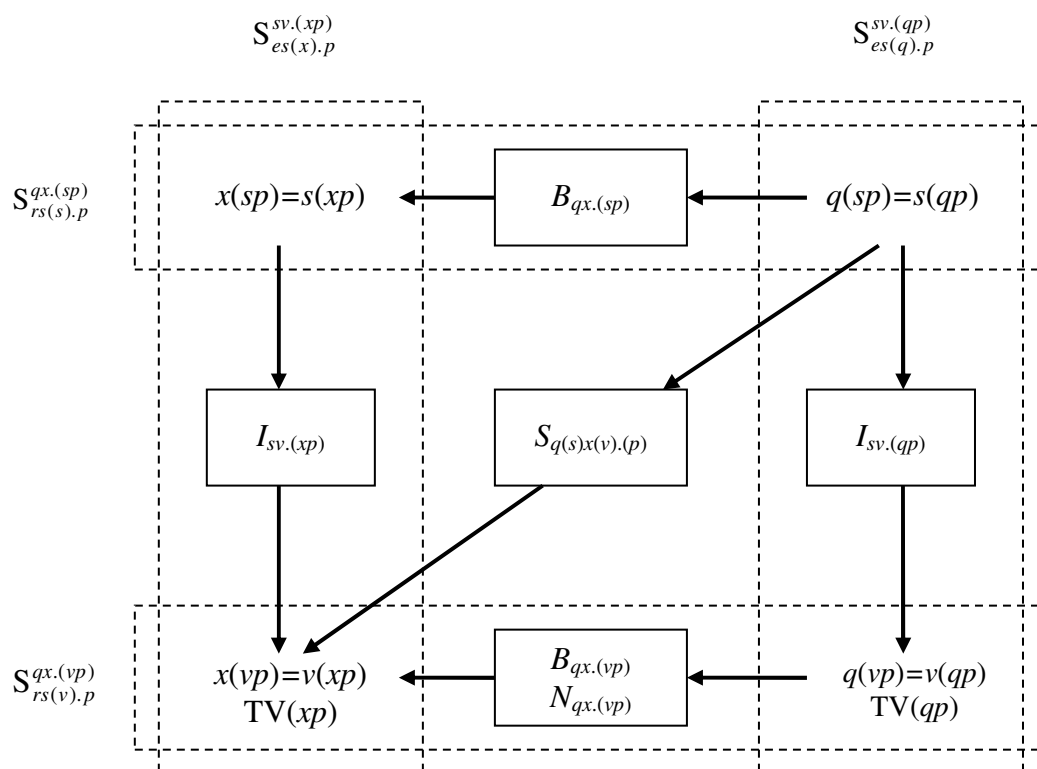 S^{sv.(xp)}_{es(x).p} S^{sv.(qp)}_{es(q).p}
S^{qx.(sp)}_{rs(s).p} x(sp)=s(xp) B_{qx.(sp)} q(sp)=s(qp)
I_{sv.(xp)} S_{q(s)x(v).(p)} I_{sv.(qp)}
S^{qx.(vp)}_{rs(v).p} x(vp)=v(xp) B_{qx.(vp)} q(vp)=v(qp)
TV(xp) N_{qx.(vp)} TV(qp)